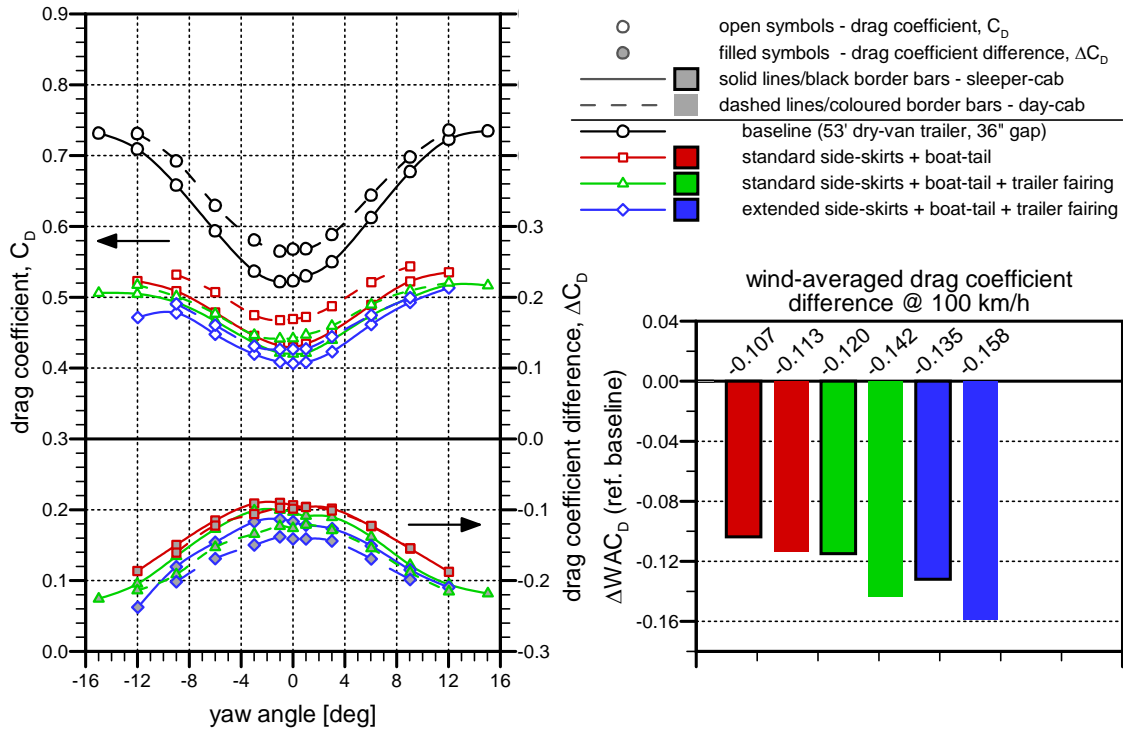 0.9
0.8
0.7
0.6
0.5
0.4
0.3
0.2
0.1
0.0
drag coefficient, C_D
-16
-12
-8
-4
0
4
8
12
16
yaw angle [deg]
0.3
0.2
0.1
0.0
-0.1
-0.2
-0.3
drag coefficient difference, ΔC_D
open symbols - drag coefficient, C_D
filled symbols - drag coefficient difference, ΔC_D
solid lines/black border bars - sleeper-cab
dashed lines/coloured border bars - day-cab
baseline (53' dry-van trailer, 36" gap)
standard side-skirts + boat-tail
standard side-skirts + boat-tail + trailer fairing
extended side-skirts + boat-tail + trailer fairing
wind-averaged drag coefficient
difference @ 100 km/h
0.04
0.00
-0.04
-0.08
-0.12
-0.16
ΔWAC_D (ref. baseline)
-0.107
-0.113
-0.120
-0.142
-0.135
-0.158